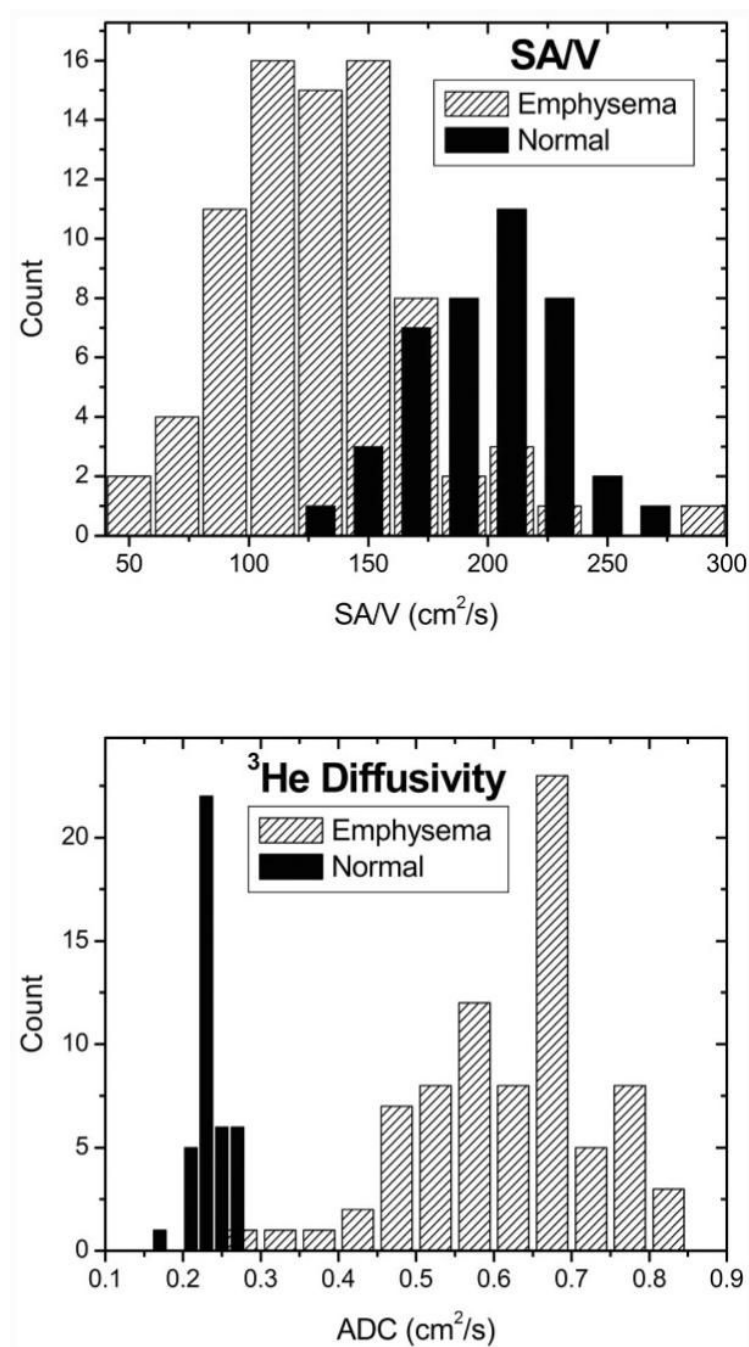 SA/V
Emphysema
Normal
16
14
12
10
8
6
4
2
0
Count
50 100 150 200 250 300
SA/V (cm²/s)
³He Diffusivity
Emphysema
Normal
20
15
10
5
0
Count
0.1 0.2 0.3 0.4 0.5 0.6 0.7 0.8 0.9
ADC (cm²/s)